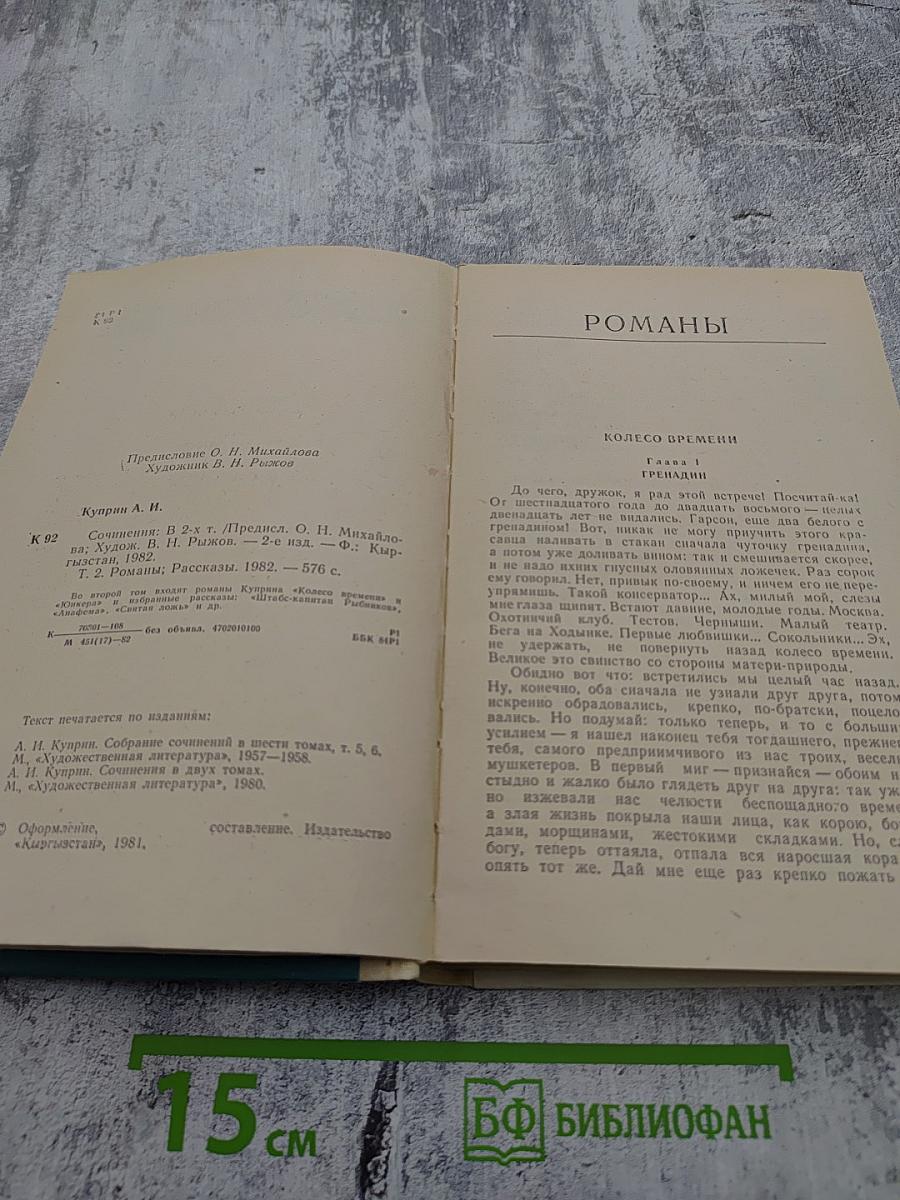 Р1
К 92
Предисловие О. Н. Михайлова
Художник В. Н. Рыжов
Куприн А. И.
К 92 Сочинения: В 2-х т. /Предисл. О. Н. Михайло-
ва; Худож. В. Н. Рыжов. — 2-е изд. — Ф.: Кыр-
гызстан, 1982.
Т. 2. Романы; Рассказы. 1982. — 576 с.
Во второй том входят романы Куприна «Колесо времени» и
«Юнкера» и избранные рассказы: «Штабс-капитан Рыбников»,
«Анафема», «Святая ложь» и др.
К 70301—108
М 451(17)—82 без объявл. 4702010100
Р1
ББК 84Р1
Текст печатается по изданиям:
А. И. Куприн. Собрание сочинений в шести томах, т. 5, 6,
М., «Художественная литература», 1957—1958.
А. И. Куприн. Сочинения в двух томах.
М., «Художественная литература», 1980.
© Оформление, составление. Издательство
«Кыргызстан», 1981.
РОМАНЫ
КОЛЕСО ВРЕМЕНИ
Глава I
ГРЕНАДИН
До чего, дружок, я рад этой встрече! Посчитай-ка!
От шестнадцатого года до двадцать восьмого — целых
двенадцать лет не видались. Гарсон, еще два белого с
гренадином! Вот, никак не могу приучить этого кра-
савца наливать в стакан сначала чуточку гренадина,
а потом уже доливать вином: так и смешивается скорее,
и не надо ихних гнусных оловянных ложечек. Раз сорок
ему говорил. Нет, привык по-своему, и ничем его не пере-
упрямишь. Такой консерватор... Ах, милый мой, слезы
мне глаза щипят. Встают давние, молодые годы. Москва.
Охотничий клуб. Тестов. Черныши. Малый театр.
Бега на Ходынке. Первые любвишки... Сокольники... Эх,
не удержать, не повернуть назад колесо времени.
Великое это свинство со стороны матери-природы.
Обидно вот что: встретились мы целый час назад.
Ну, конечно, оба сначала не узнали друг друга, потом
искренно обрадовались, крепко, по-братски, поцело
вались. Но подумай: только теперь, и то с больши
усилием — я нашел наконец тебя тогдашнего, прежне
тебя, самого предприимчивого из нас троих, весел
мушкетеров. В первый миг — признайся — обоим н
стыдно и жалко было глядеть друг на друга: так уж
но изжевали нас челюсти беспощадного време
а злая жизнь покрыла наши лица, как корою, бо
дами, морщинами, жестокими складками. Но, сл
богу, теперь оттаяла, отпала вся наросшая кора
опять тот же. Дай мне еще раз крепко пожать
15 см
БФ БИБЛИОФАН